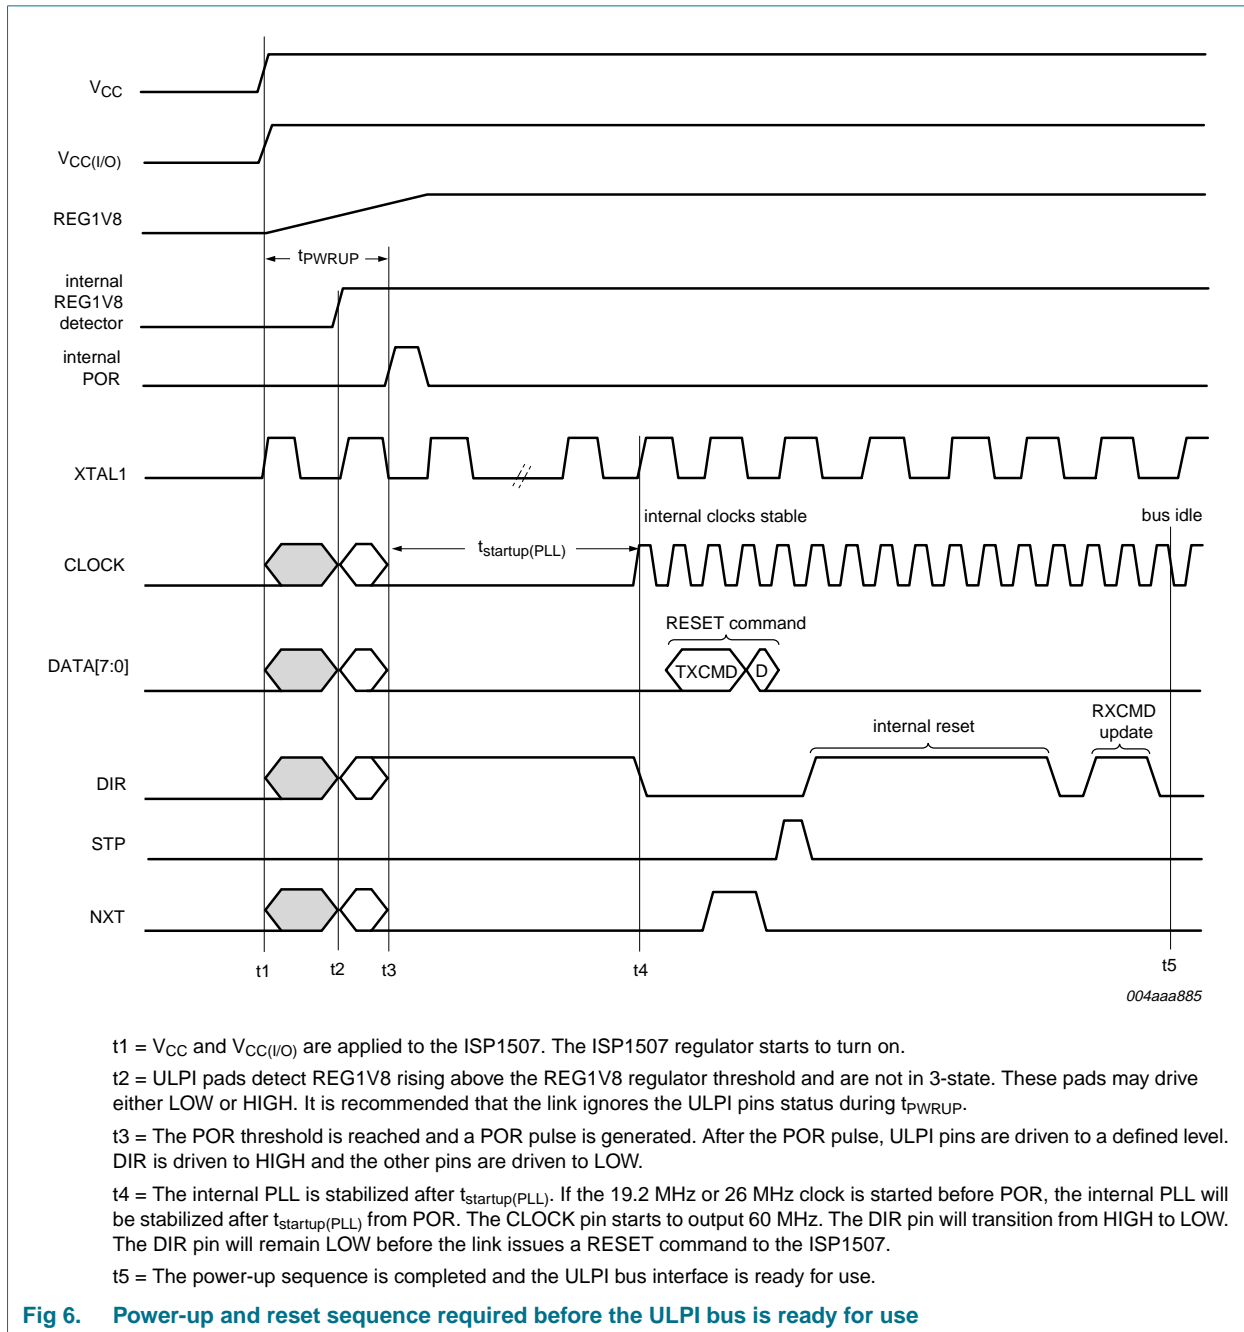 VCC
VCC(I/O)
REG1V8
tPWRUP
internal
REG1V8
detector
internal
POR
XTAL1
internal clocks stable
bus idle
CLOCK
tstartup(PLL)
RESET command
DATA[7:0]
TXCMD
D
RXCMD
update
internal reset
DIR
STP
NXT
t1
t2
t3
t4
t5
004aaa885
t1 = VCC and VCC(I/O) are applied to the ISP1507. The ISP1507 regulator starts to turn on.
t2 = ULPI pads detect REG1V8 rising above the REG1V8 regulator threshold and are not in 3-state. These pads may drive
either LOW or HIGH. It is recommended that the link ignores the ULPI pins status during tPWRUP.
t3 = The POR threshold is reached and a POR pulse is generated. After the POR pulse, ULPI pins are driven to a defined level.
DIR is driven to HIGH and the other pins are driven to LOW.
t4 = The internal PLL is stabilized after tstartup(PLL). If the 19.2 MHz or 26 MHz clock is started before POR, the internal PLL will
be stabilized after tstartup(PLL) from POR. The CLOCK pin starts to output 60 MHz. The DIR pin will transition from HIGH to LOW.
The DIR pin will remain LOW before the link issues a RESET command to the ISP1507.
t5 = The power-up sequence is completed and the ULPI bus interface is ready for use.
Fig 6. Power-up and reset sequence required before the ULPI bus is ready for use